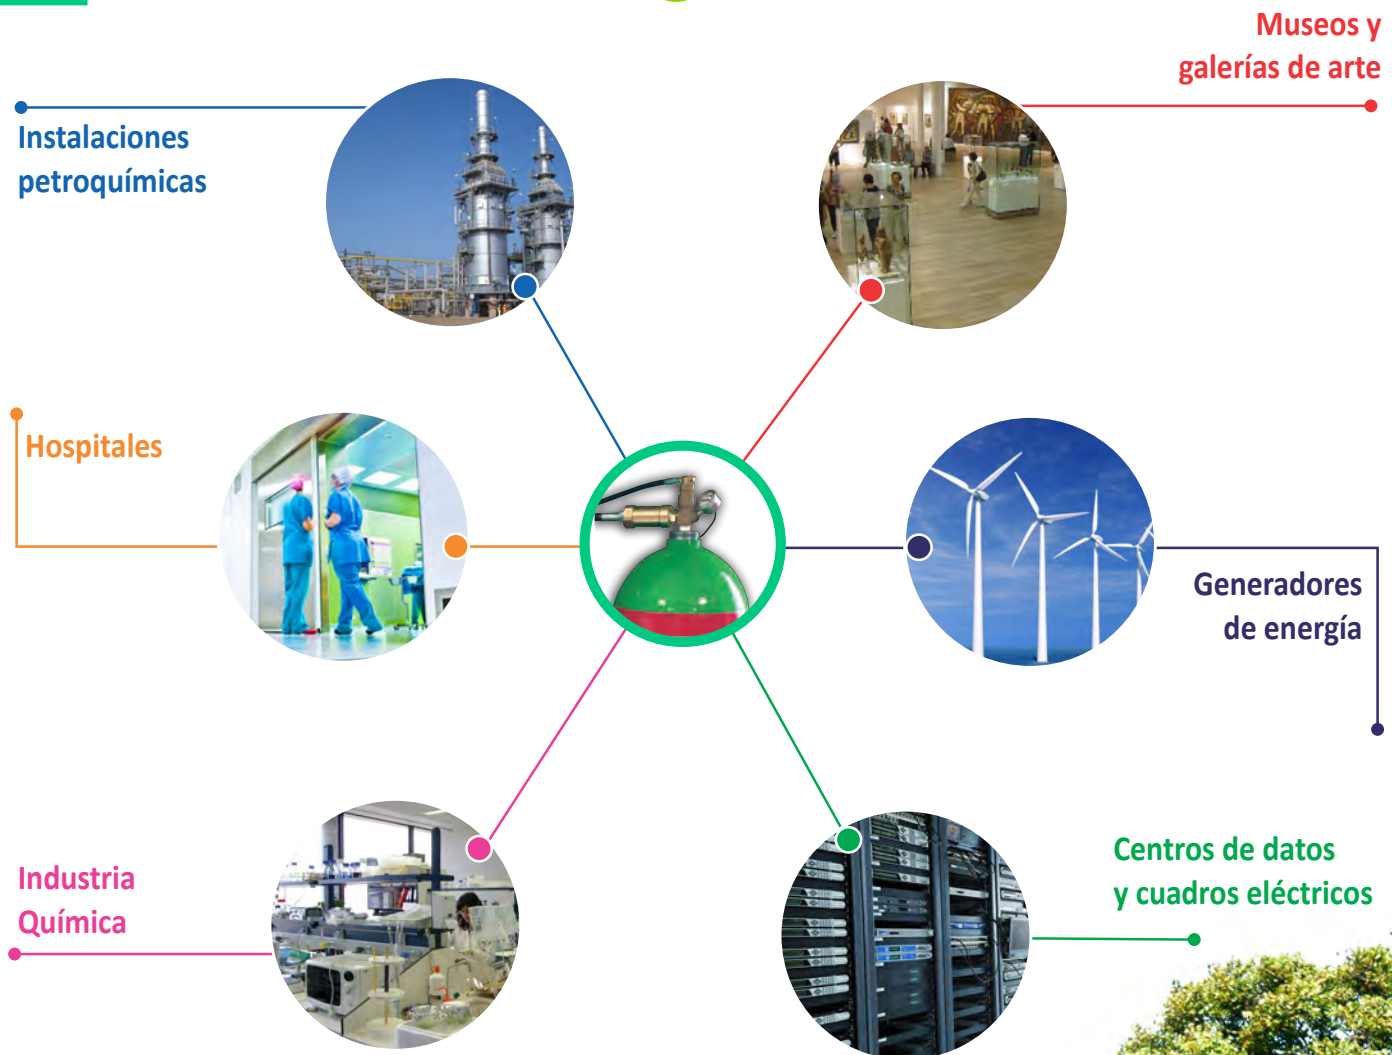 Museos y
galerías de arte
Instalaciones
petroquímicas
Hospitales
Generadores
de energía
Industria
Química
Centros de datos
y cuadros eléctricos